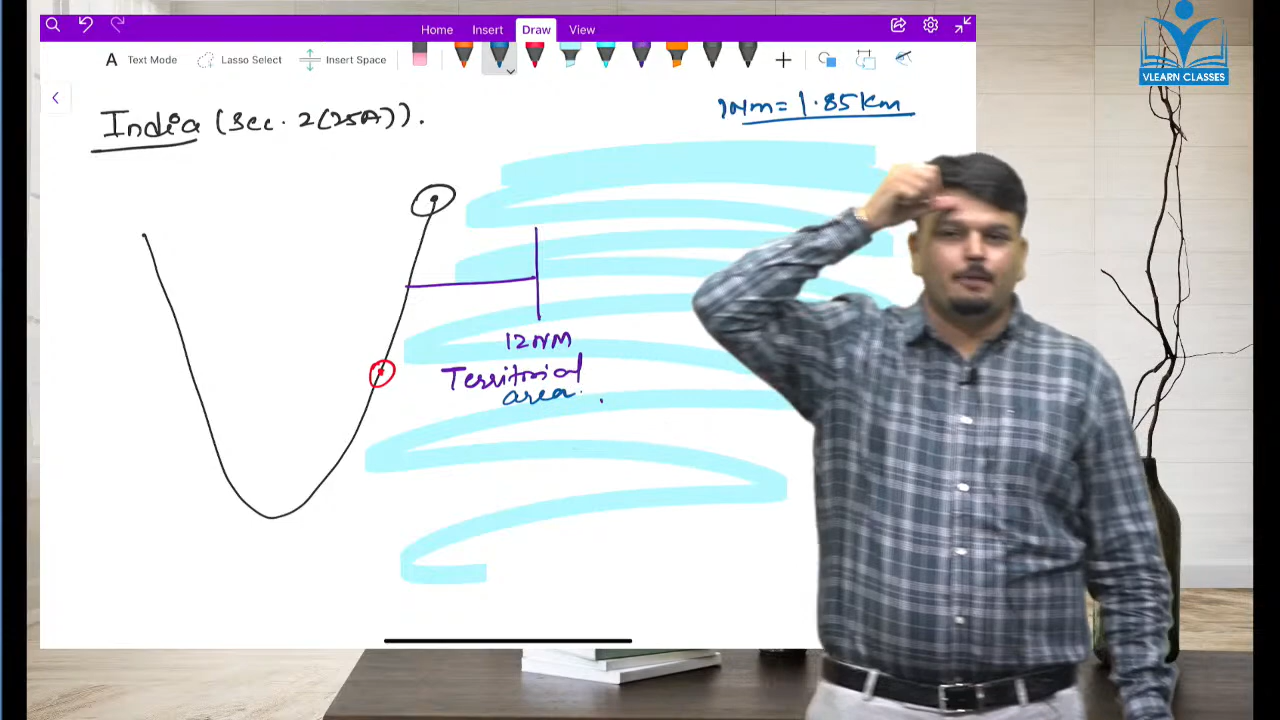 Home Insert Draw View
VLEARN CLASSES
A Text Mode Lasso Select Insert Space
1Nm = 1.85km
India (Sec. 2(25A)).
12NM
Territorial
area.